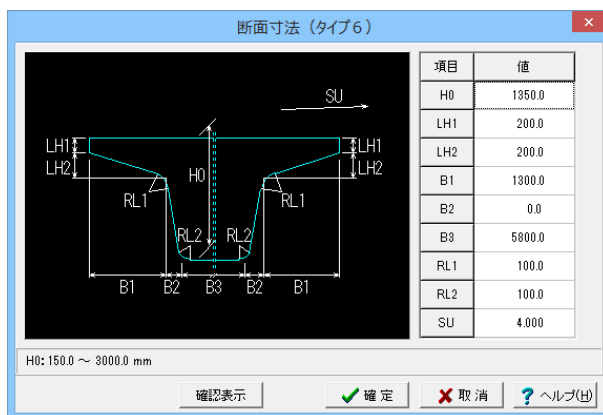 断面寸法（タイプ６）
SU
LH1
LH2
H0
LH1
LH2
RL1
RL1
RL2
RL2
B1 B2 B3 B2 B1
項目 値
H0 1350.0
LH1 200.0
LH2 200.0
B1 1300.0
B2 0.0
B3 5800.0
RL1 100.0
RL2 100.0
SU 4.000
H0: 150.0 ～ 3000.0 mm
確認表示 確 定 取 消 ? ヘルプ(H)